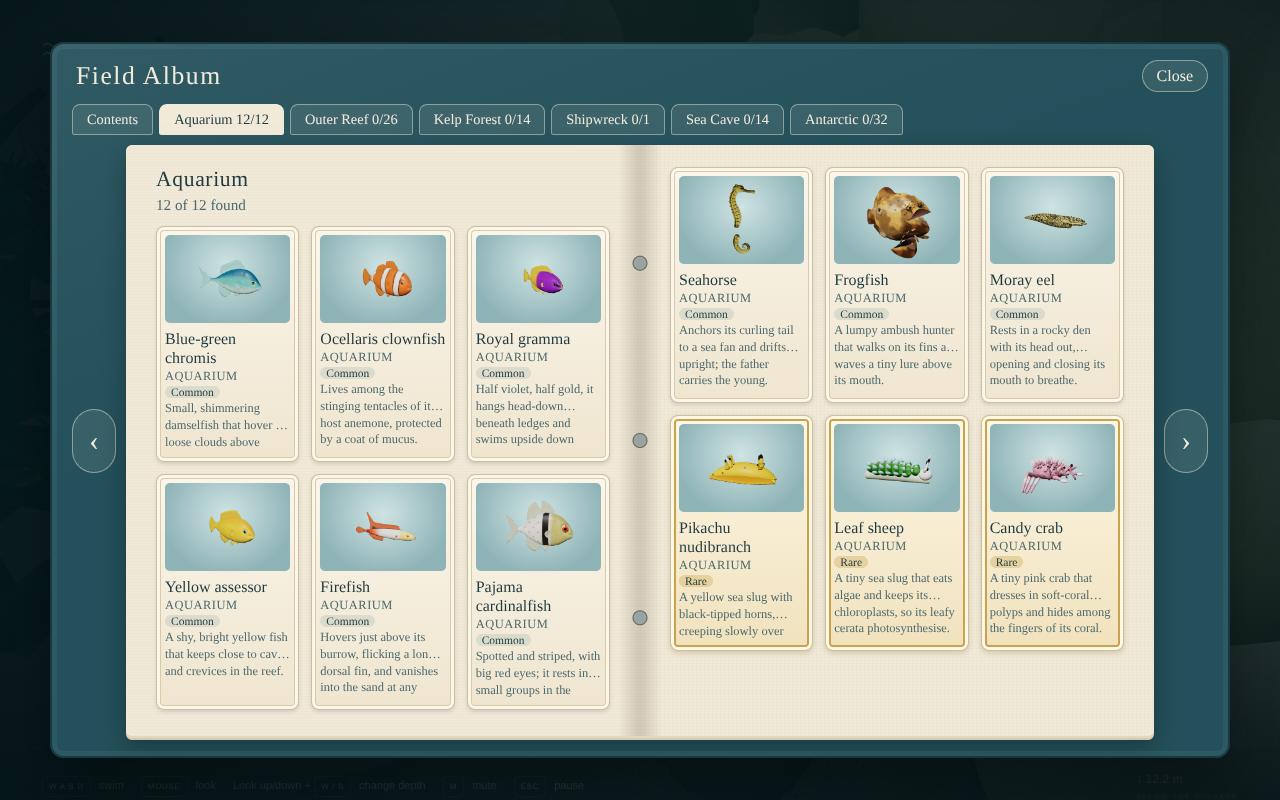 Field Album
Close
Contents
Aquarium 12/12
Outer Reef 0/26
Kelp Forest 0/14
Shipwreck 0/1
Sea Cave 0/14
Antarctic 0/32
Aquarium
12 of 12 found
Blue-green
chromis
AQUARIUM
Common
Small, shimmering
damselfish that hover …
loose clouds above
Ocellaris clownfish
AQUARIUM
Common
Lives among the
stinging tentacles of it…
host anemone, protected
by a coat of mucus.
Royal gramma
AQUARIUM
Common
Half violet, half gold, it
hangs head-down…
beneath ledges and
swims upside down
Yellow assessor
AQUARIUM
Common
A shy, bright yellow fish
that keeps close to cav…
and crevices in the reef.
Firefish
AQUARIUM
Common
Hovers just above its
burrow, flicking a lon…
dorsal fin, and vanishes
into the sand at any
Pajama
cardinalfish
AQUARIUM
Common
Spotted and striped, with
big red eyes; it rests in…
small groups in the
Seahorse
AQUARIUM
Common
Anchors its curling tail
to a sea fan and drifts…
upright; the father
carries the young.
Frogfish
AQUARIUM
Common
A lumpy ambush hunter
that walks on its fins a…
waves a tiny lure above
its mouth.
Moray eel
AQUARIUM
Common
Rests in a rocky den
with its head out,…
opening and closing its
mouth to breathe.
Pikachu
nudibranch
AQUARIUM
Rare
A yellow sea slug with
black-tipped horns,…
creeping slowly over
Leaf sheep
AQUARIUM
Rare
A tiny sea slug that eats
algae and keeps its…
chloroplasts, so its leafy
cerata photosynthesise.
Candy crab
AQUARIUM
Rare
A tiny pink crab that
dresses in soft-coral…
polyps and hides among
the fingers of its coral.
‹
›
W A S D swim MOUSE look Look up/down + W / S change depth M mute ESC pause
12.2 m